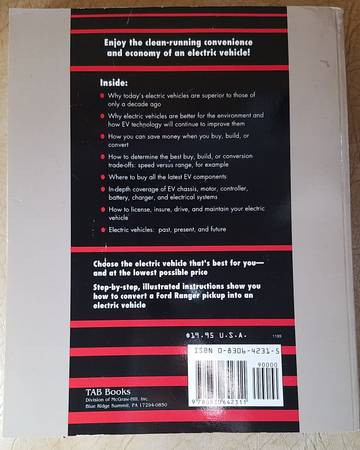 Enjoy the clean-running convenience
and economy of an electric vehicle!
Inside:
Why today's electric vehicles are superior to those of
only a decade ago
Why electric vehicles are better for the environment and
how EV technology will continue to improve them
How you can save money when you buy, build, or
convert
How to determine the best buy, build, or conversion
trade-offs: speed versus range, for example
Where to buy all the latest EV components
In-depth coverage of EV chassis, motor, controller,
battery, charger, and electrical systems
How to license, insure, drive, and maintain your electric
vehicle
Electric vehicles: past, present, and future
Choose the electric vehicle that's best for you—
and at the lowest possible price
Step-by-step, illustrated instructions show you
how to convert a Ford Ranger pickup into an
electric vehicle
$19.95 U.S.A.
ISBN 0-8306-4231-5
90000
9 780830 642311
TAB Books
Division of McGraw-Hill, Inc.
Blue Ridge Summit, PA 17294-0850